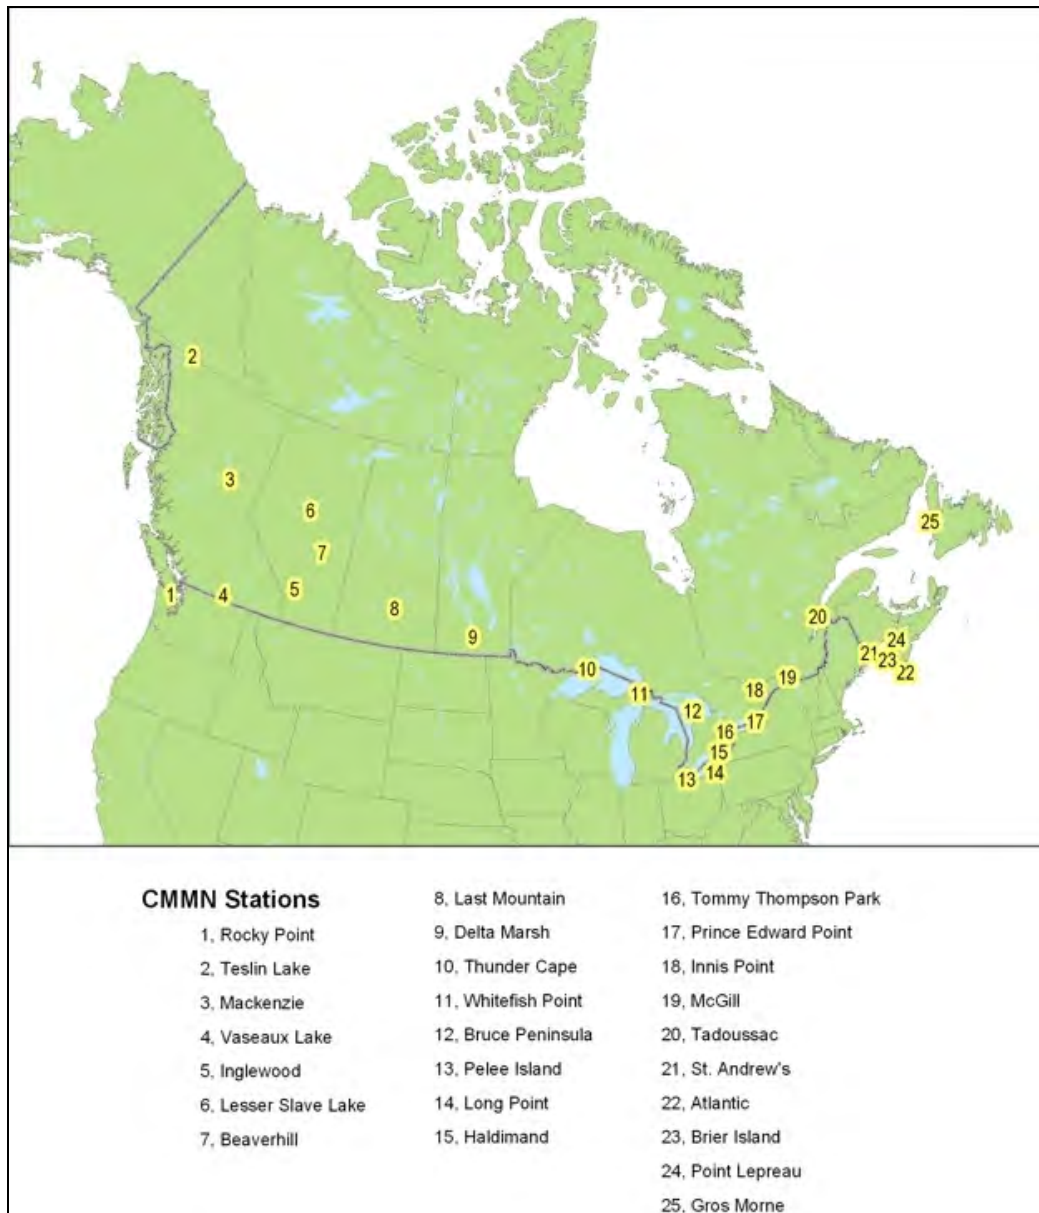 2
3
6
7
5
1
4
8
9
10
11
12
13
14
15
16
17
18
19
20
21
23
22
24
25
CMMN Stations
1, Rocky Point
2, Teslin Lake
3, Mackenzie
4, Vaseaux Lake
5, Inglewood
6, Lesser Slave Lake
7, Beaverhill
8, Last Mountain
9, Delta Marsh
10, Thunder Cape
11, Whitefish Point
12, Bruce Peninsula
13, Pelee Island
14, Long Point
15, Haldimand
16, Tommy Thompson Park
17, Prince Edward Point
18, Innis Point
19, McGill
20, Tadoussac
21, St. Andrew's
22, Atlantic
23, Brier Island
24, Point Lepreau
25, Gros Morne